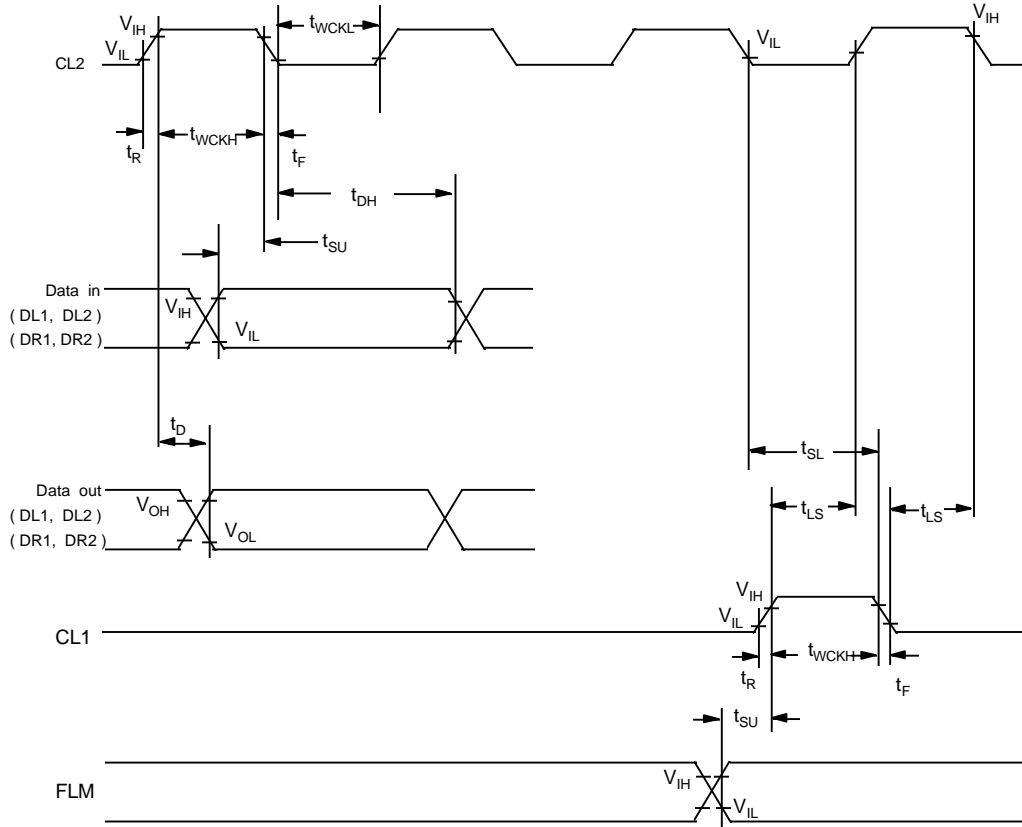 VIH
VIL
CL2
tWCKL
VIL
VIH
tR
tWCKH
tF
tDH
tSU
Data in
(DL1, DL2)
(DR1, DR2)
VIH
VIL
tD
tSL
Data out
(DL1, DL2)
(DR1, DR2)
VOH
VOL
tLS
tLS
VIH
VIL
CL1
tR
tWCKH
tF
tSU
FLM
VIH
VIL